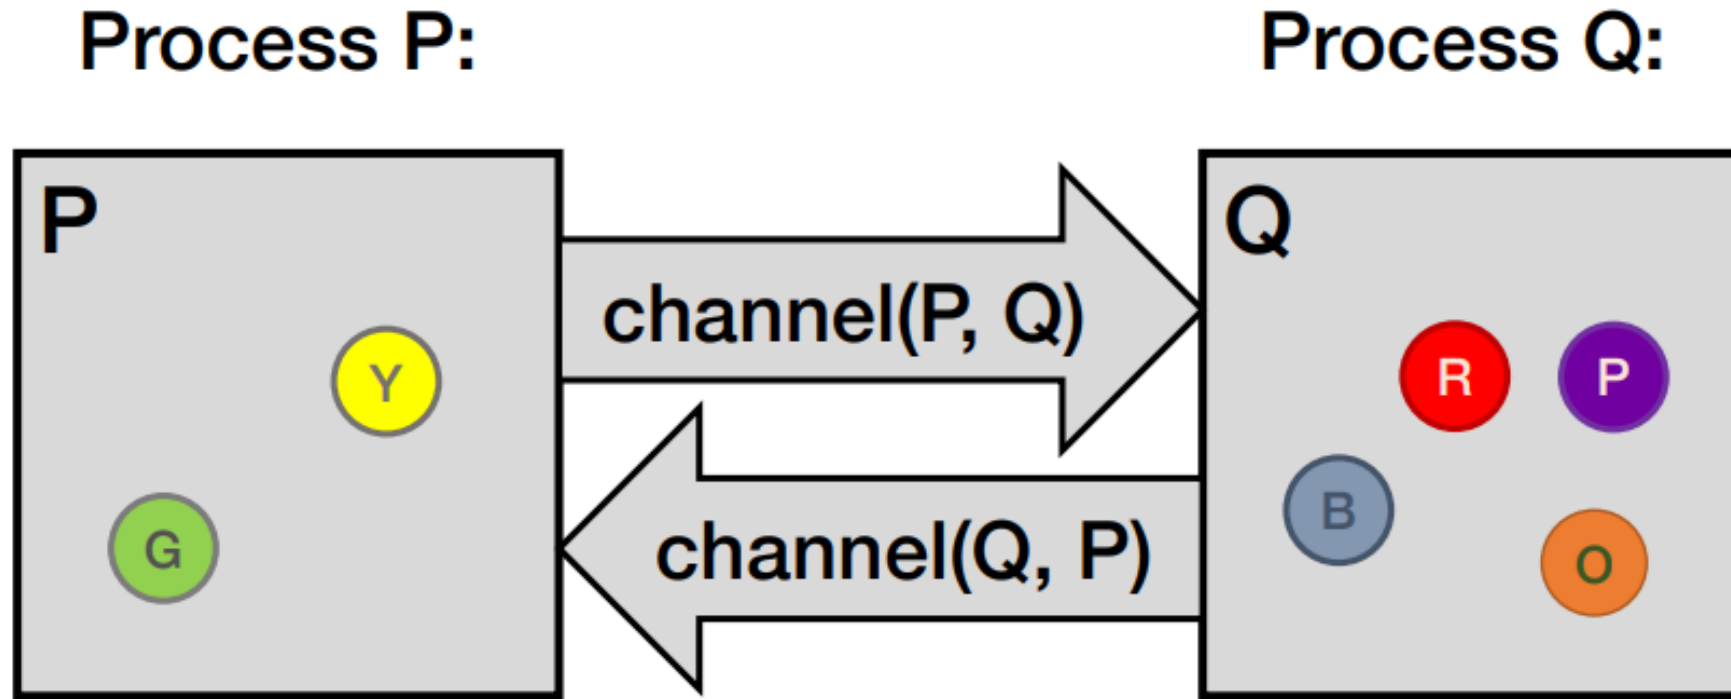 Process P:
Process Q:
P
Q
channel(P, Q)
Y
R
P
B
G
channel(Q, P)
O